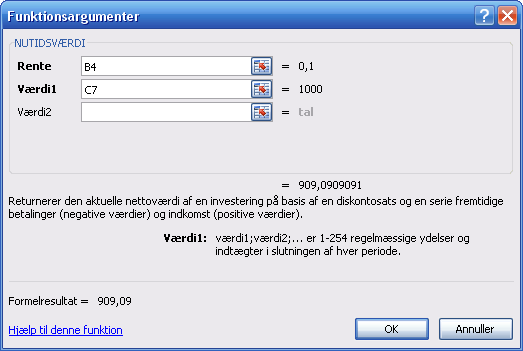 Funktionsargumenter
NUTIDSVÆRDI
Rente B4 = 0,1
Værdi1 C7 = 1000
Værdi2 = tal
= 909,0909091
Returnerer den aktuelle nettoværdi af en investering på basis af en diskontosats og en serie fremtidige
betalinger (negative værdier) og indkomst (positive værdier).
Værdi1: værdi1;værdi2;... er 1-254 regelmæssige ydelser og
indtægter i slutningen af hver periode.
Formelresultat = 909,09
Hjælp til denne funktion
OK Annuller